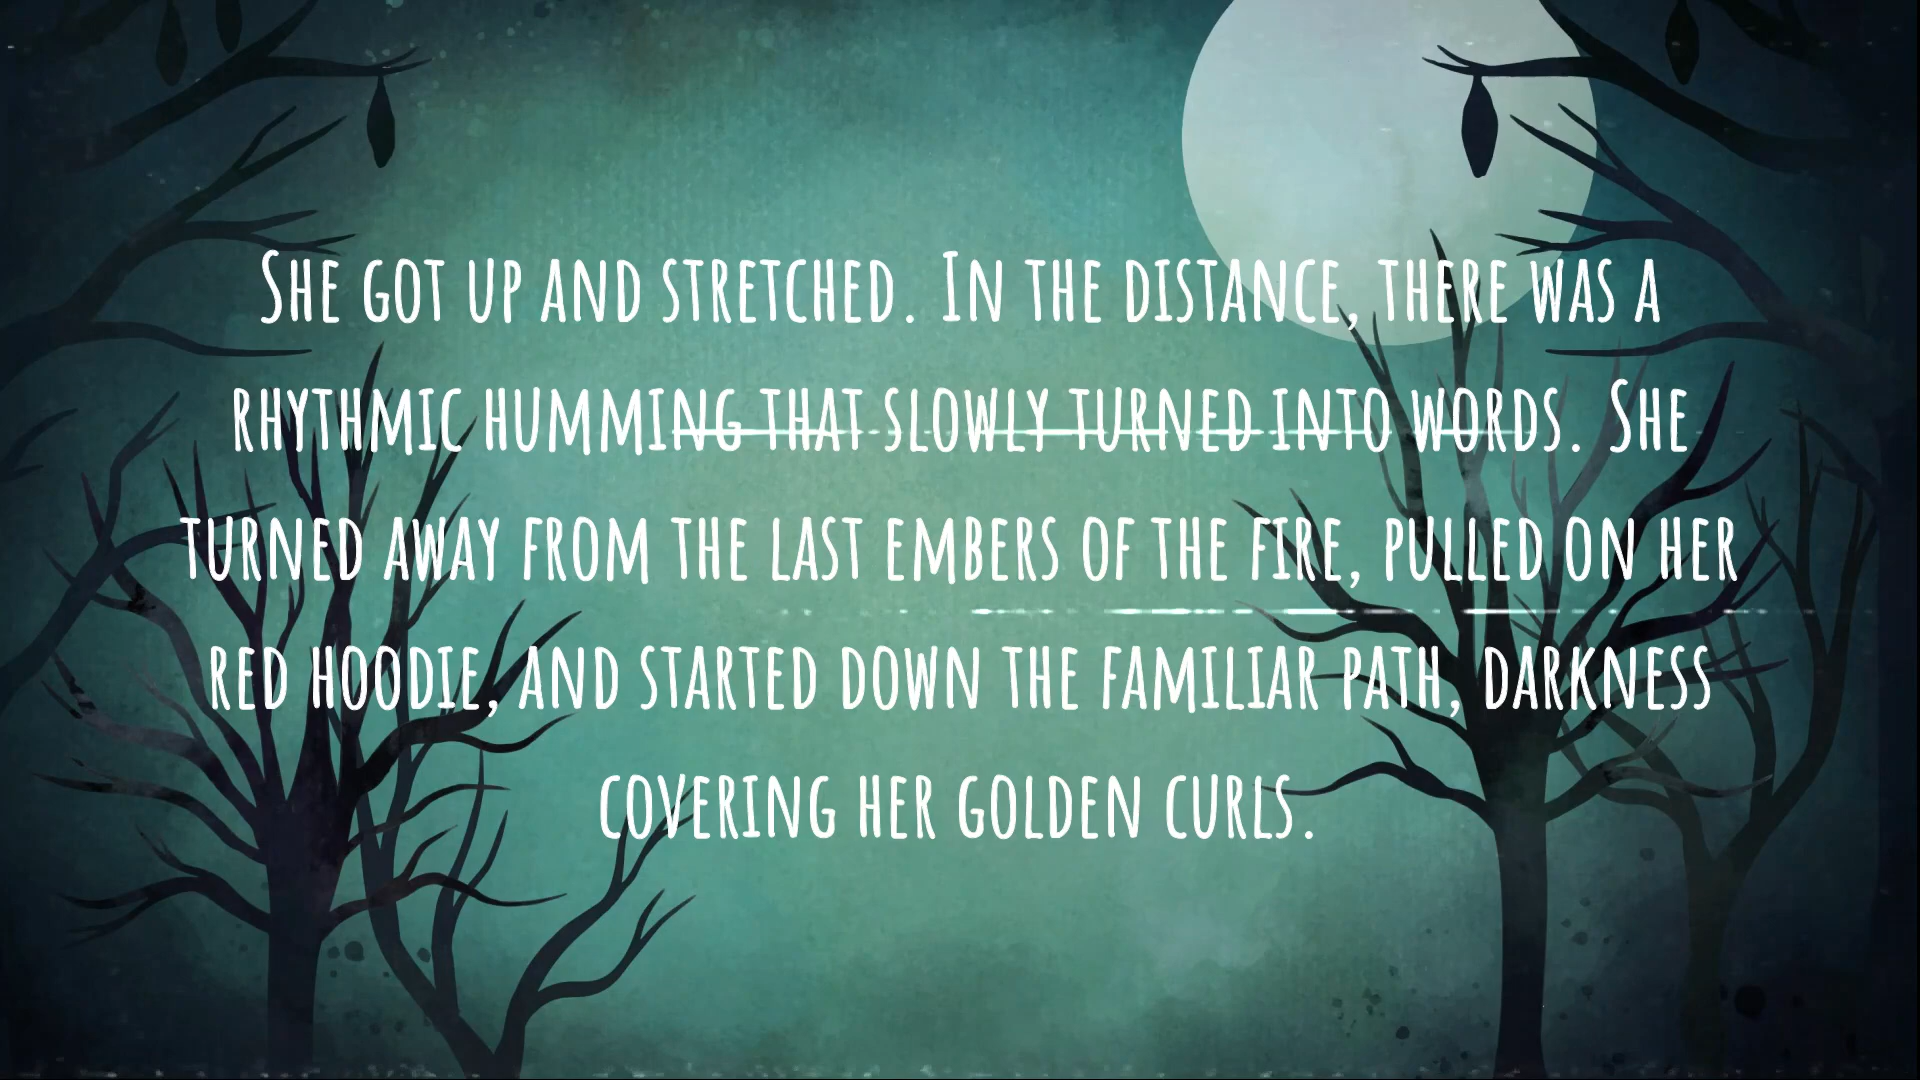 She got up and stretched. In the distance, there was a
rhythmic humming that slowly turned into words. She
turned away from the last embers of the fire, pulled on her
red hoodie, and started down the familiar path, darkness
covering her golden curls.